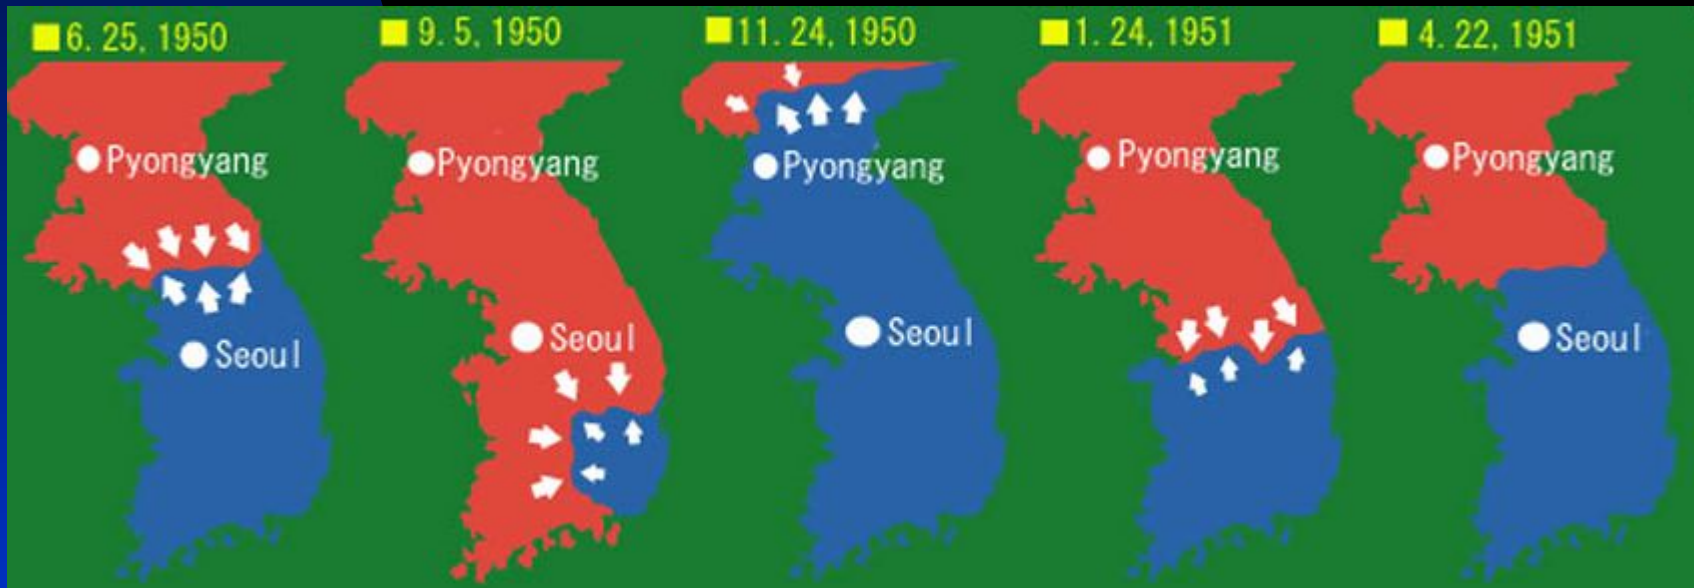 6. 25, 1950
9. 5, 1950
11. 24, 1950
1. 24, 1951
4. 22, 1951
Pyongyang
Pyongyang
Pyongyang
Pyongyang
Pyongyang
Seoul
Seoul
Seoul
Seoul